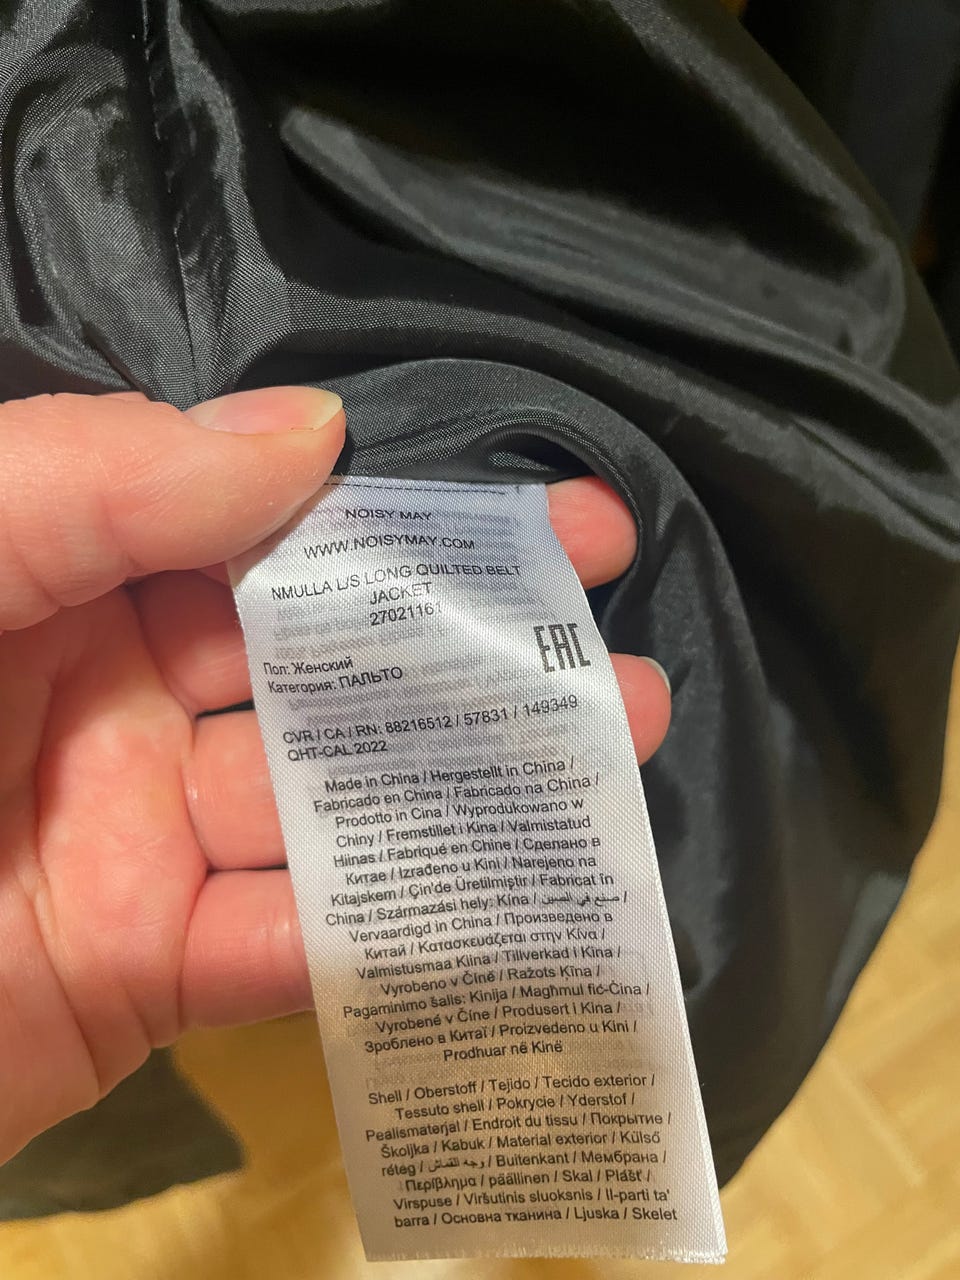 NOISY MAY
WWW.NOISYMAY.COM
NMULLA L/S LONG QUILTED BELT
JACKET
27021161
EAC
Пол: Женский
Категория: ПАЛЬТО
CVR / CA / RN: 88216512 / 57831 / 149349
QHT-CAL 2022
Made in China / Hergestellt in China /
Fabricado en China / Fabricado na China /
Prodotto in Cina / Wyprodukowano w
Chiny / Fremstillet i Kina / Valmistatud
Hiinas / Fabriqué en Chine / Сделано в
Китае / Izrađeno u Kini / Narejeno na
Kitajskem / Çin'de Üretilmiştir / Fabricat în
China / Származási hely: Kína / صنع في الصين /
Vervaardigd in China / Произведено в
Китай / Κατασκευάζεται στην Κίνα /
Valmistusmaa Kiina / Tillverkad i Kina /
Vyrobeno v Číně / Ražots Ķīna /
Pagaminimo šalis: Kinija / Magħmul fiċ-Ċina /
Vyrobené v Číne / Produsert i Kina /
Зроблено в Китаї / Proizvedeno u Kini /
Prodhuar në Kinë
Shell / Oberstoff / Tejido / Tecido exterior /
Tessuto shell / Pokrycie / Yderstof /
Pealismaterjal / Endroit du tissu / Покрытие /
Školjka / Kabuk / Material exterior / Külső
réteg / وجه القماش / Buitenkant / Мембрана /
Περίβλημα / päällinen / Skal / Plášť /
Virspuse / Viršutinis sluoksnis / Il-parti ta'
barra / Основна тканина / Ljuska / Skelet